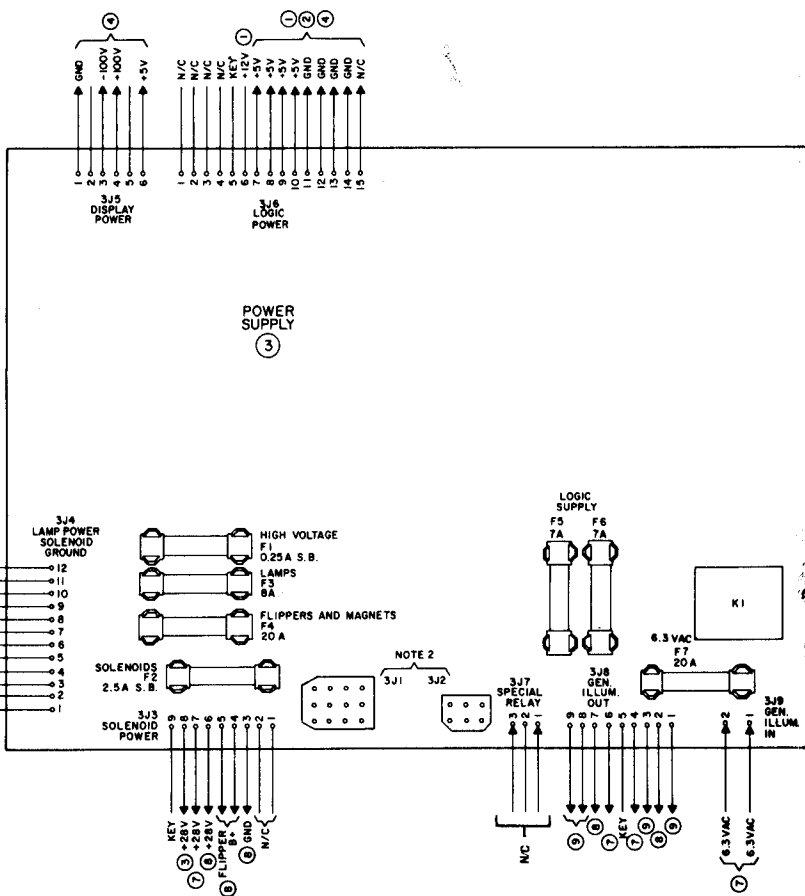 ④
① ② ④
①
GND
-100V
+100V
+5V
N/C
N/C
N/C
N/C
KEY
+12V
+5V
+5V
+5V
+5V
GND
GND
GND
GND
N/C
1 2 3 4 5 6
1 2 3 4 5 6 7 8 9 10 11 12 13 14 15
3J5
DISPLAY
POWER
3J6
LOGIC
POWER
POWER
SUPPLY
③
3J4
LAMP POWER
SOLENOID
GROUND
12
11
10
9
8
7
6
5
4
3
2
1
HIGH VOLTAGE
F1
0.25A S.B.
LAMPS
F3
8A
FLIPPERS AND MAGNETS
F4
20A
SOLENOIDS
F2
2.5A S.B.
LOGIC
SUPPLY
F5 F6
7A 7A
K1
6.3 VAC
F7
20A
NOTE 2
3J1 3J2
3J3
SOLENOID
POWER
9 8 7 6 5 4 3 2 1
3J7
SPECIAL
RELAY
3 2 1
3J8
GEN.
ILLUM.
OUT
9 8 7 6 5 4 3 2 1
3J9
GEN.
ILLUM.
IN
2 1
KEY
③ +28V
⑦ +28V
⑧ +28V
⑧ FLIPPER
B+
⑧ GND
N/C
N/C
⑨
⑧
⑦
KEY
⑦
⑨
⑧
⑨
6.3VAC
6.3VAC
⑦